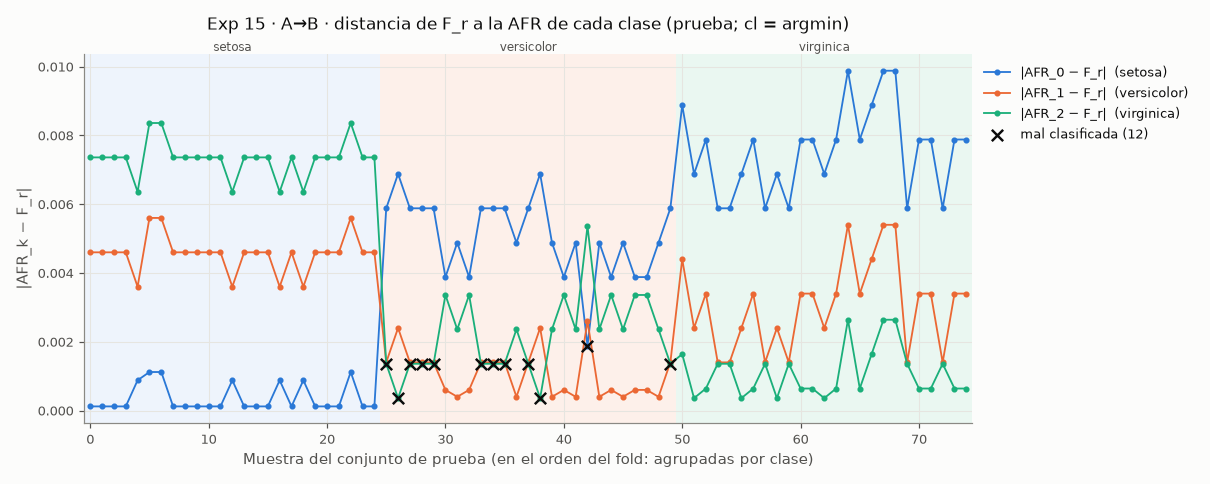 Exp 15 · A→B · distancia de F_r a la AFR de cada clase (prueba; cl = argmin)
setosa
versicolor
virginica
0.010
0.008
0.006
0.004
0.002
0.000
|AFR_k − F_r|
0
10
20
30
40
50
60
70
Muestra del conjunto de prueba (en el orden del fold: agrupadas por clase)
|AFR_0 − F_r| (setosa)
|AFR_1 − F_r| (versicolor)
|AFR_2 − F_r| (virginica)
mal clasificada (12)